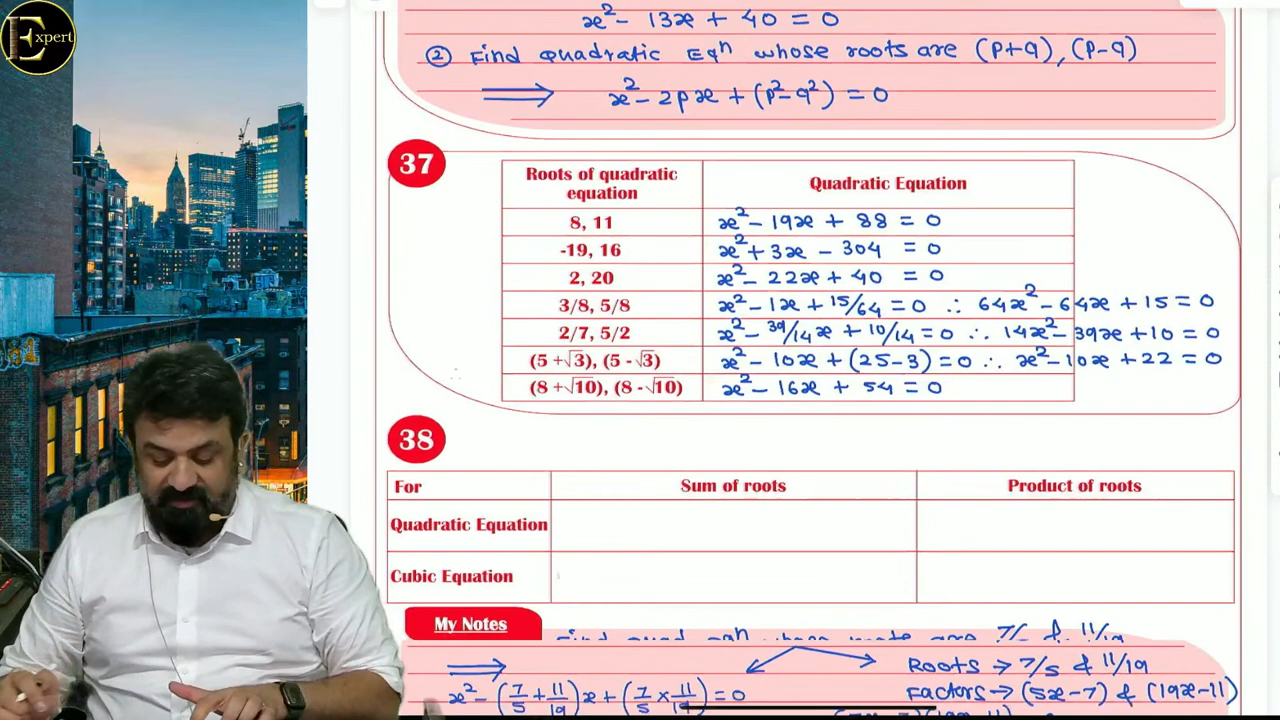 Expert
x² - 13x + 40 = 0
② Find quadratic Eqⁿ whose roots are (p+q), (p-q)
⟹ x² - 2px + (p² - q²) = 0
37
Roots of quadratic equation | Quadratic Equation
8, 11 | x² - 19x + 88 = 0
-19, 16 | x² + 3x - 304 = 0
2, 20 | x² - 22x + 40 = 0
3/8, 5/8 | x² - 1x + 15/64 = 0 ∴ 64x² - 64x + 15 = 0
2/7, 5/2 | x² - 39/14x + 10/14 = 0 ∴ 14x² - 39x + 10 = 0
(5 +√3), (5 - √3) | x² - 10x + (25-3) = 0 ∴ x² - 10x + 22 = 0
(8 +√10), (8 - √10) | x² - 16x + 54 = 0
38
For | Sum of roots | Product of roots
Quadratic Equation
Cubic Equation
My Notes
⟹ Roots → 7/5 & 11/19
x² - (7/5 + 11/19)x + (7/5 × 11/19) = 0 Factors → (5x-7) & (19x-11)